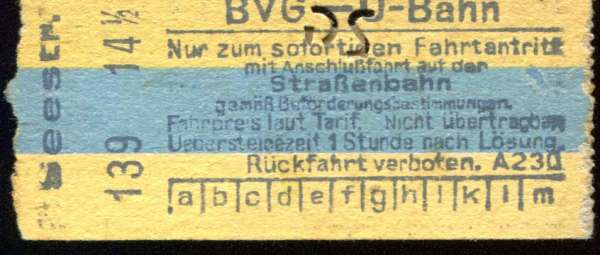 BVG—U-Bahn
Nur zum sofortigen Fahrtantritt
mit Anschlußfahrt auf der
Straßenbahn
gemäß Beförderungsbestimmungen.
Fahrpreis laut Tarif. Nicht übertragbar
Uebersteigezeit 1 Stunde nach Lösung
Rückfahrt verboten. A230
a b c d e f g h i k l m
14½
139